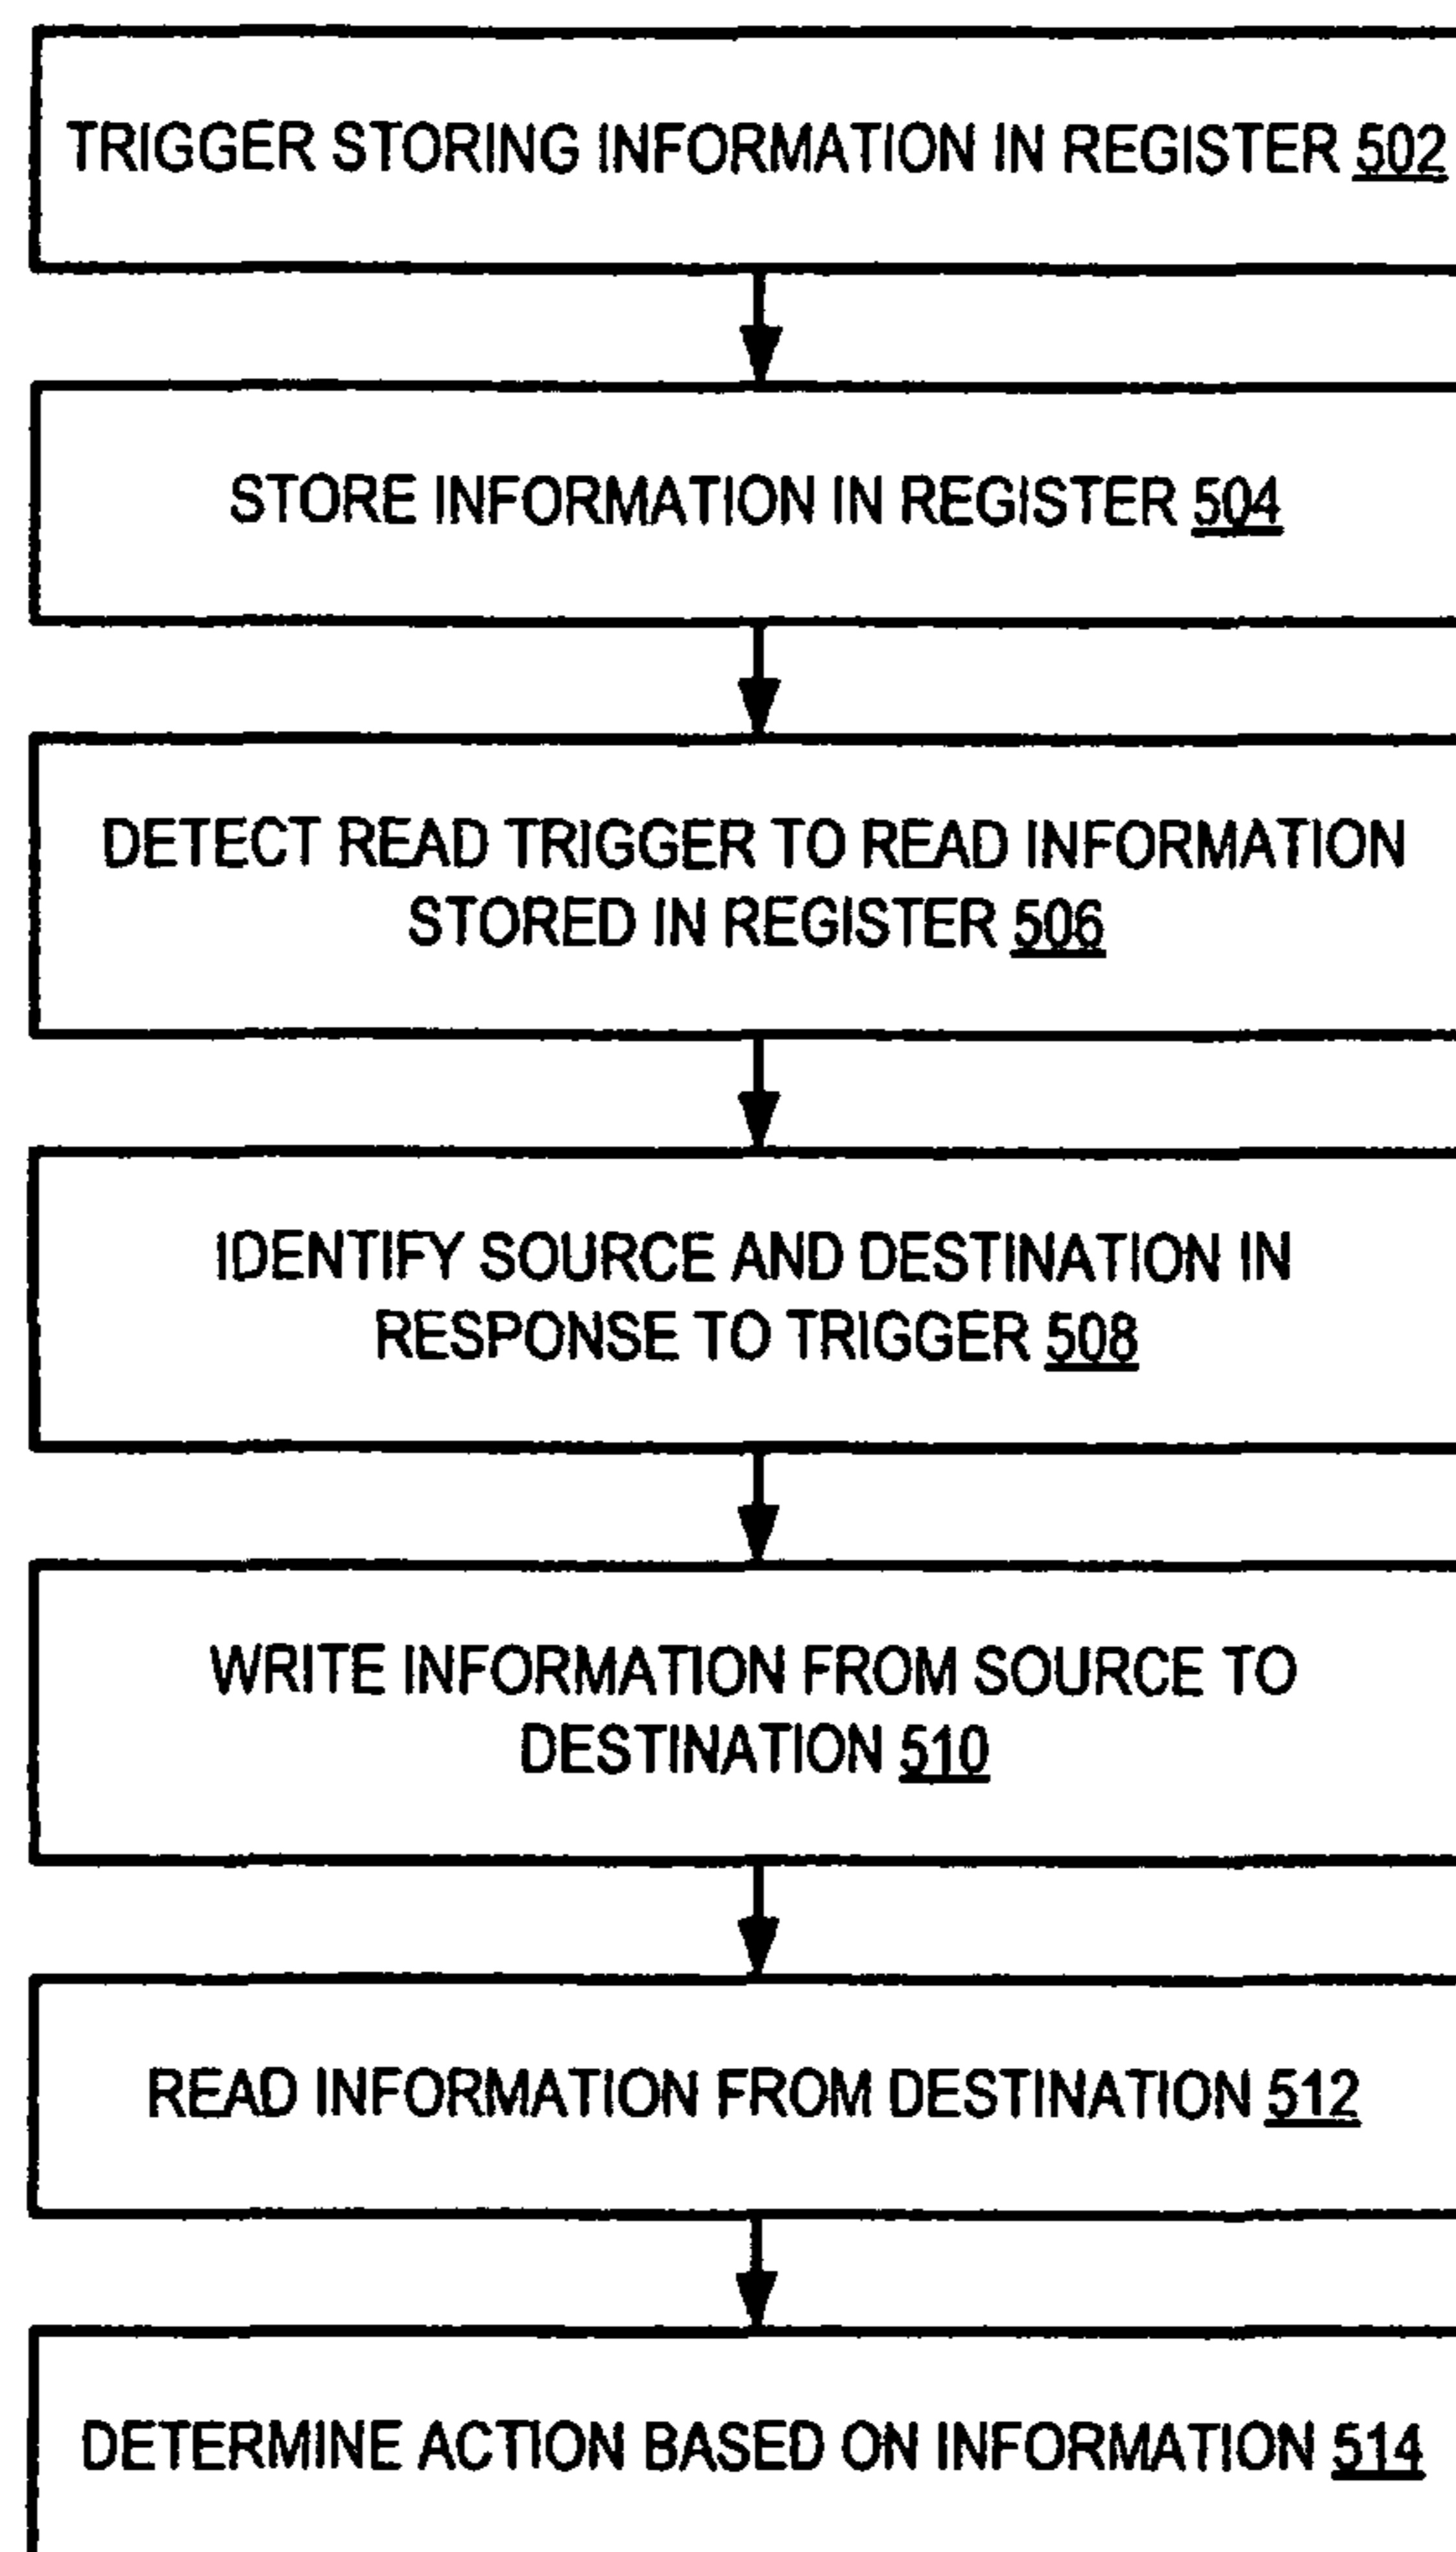 TRIGGER STORING INFORMATION IN REGISTER 502
STORE INFORMATION IN REGISTER 504
DETECT READ TRIGGER TO READ INFORMATION
STORED IN REGISTER 506
IDENTIFY SOURCE AND DESTINATION IN
RESPONSE TO TRIGGER 508
WRITE INFORMATION FROM SOURCE TO
DESTINATION 510
READ INFORMATION FROM DESTINATION 512
DETERMINE ACTION BASED ON INFORMATION 514